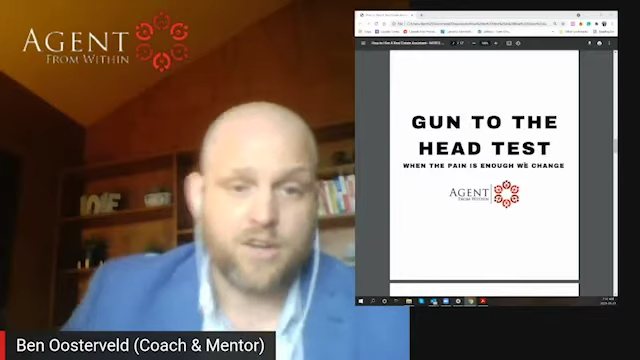 AGENT
FROM WITHIN
GUN TO THE
HEAD TEST
WHEN THE PAIN IS ENOUGH WE CHANGE
AGENT
FROM WITHIN
Ben Oosterveld (Coach & Mentor)